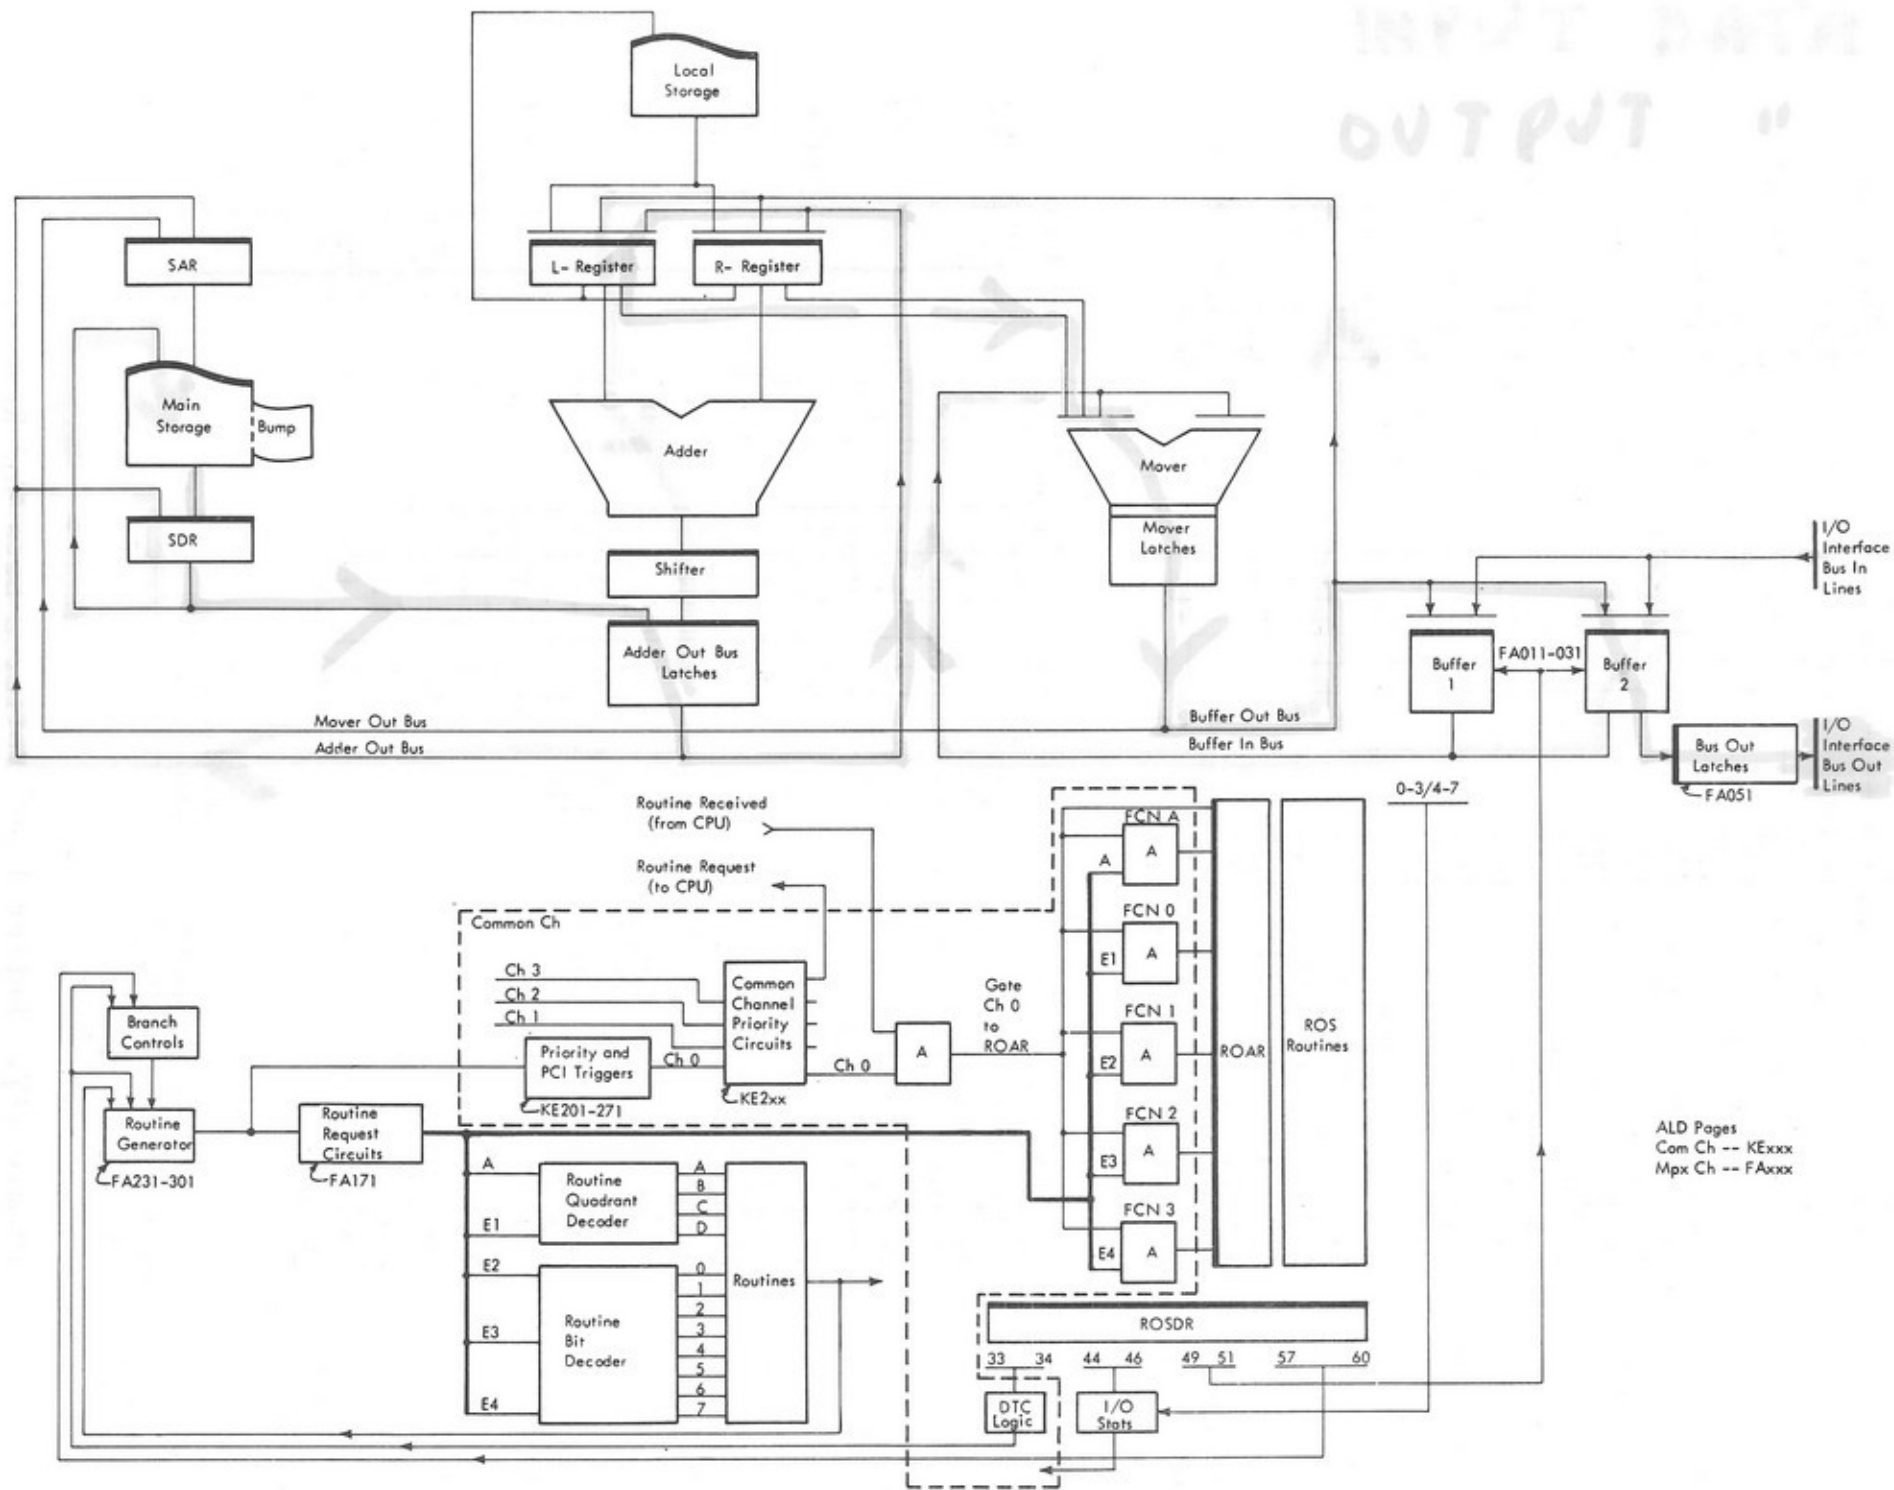 OUTPUT "
Local
Storage
SAR
L- Register
R- Register
Main
Storage
Bump
Adder
Mover
SDR
Mover
Latches
Shifter
I/O
Interface
Bus In
Lines
Adder Out Bus
Latches
Buffer
1
FA011-031
Buffer
2
Mover Out Bus
Buffer Out Bus
Adder Out Bus
Buffer In Bus
Bus Out
Latches
FA051
I/O
Interface
Bus Out
Lines
Routine Received
(from CPU)
Routine Request
(to CPU)
0-3/4-7
FCN A
A
A
Common Ch
FCN 0
A
E1
Ch 3
Ch 2
Ch 1
Common
Channel
Priority
Circuits
Gate
Ch 0
to
ROAR
FCN 1
A
E2
ROAR
ROS
Routines
Branch
Controls
Priority and
PCI Triggers
Ch 0
Ch 0
A
KE201-271
KE2xx
Routine
Generator
FA231-301
Routine
Request
Circuits
FA171
FCN 2
A
E3
ALD Pages
Com Ch -- KExxx
Mpx Ch -- FAxxx
A
E1
Routine
Quadrant
Decoder
A
B
C
D
FCN 3
A
E4
E2
E3
E4
Routine
Bit
Decoder
0
1
2
3
4
5
6
7
Routines
ROSDR
33 34
44 46
49 51
57 60
DTC
Logic
I/O
Stats